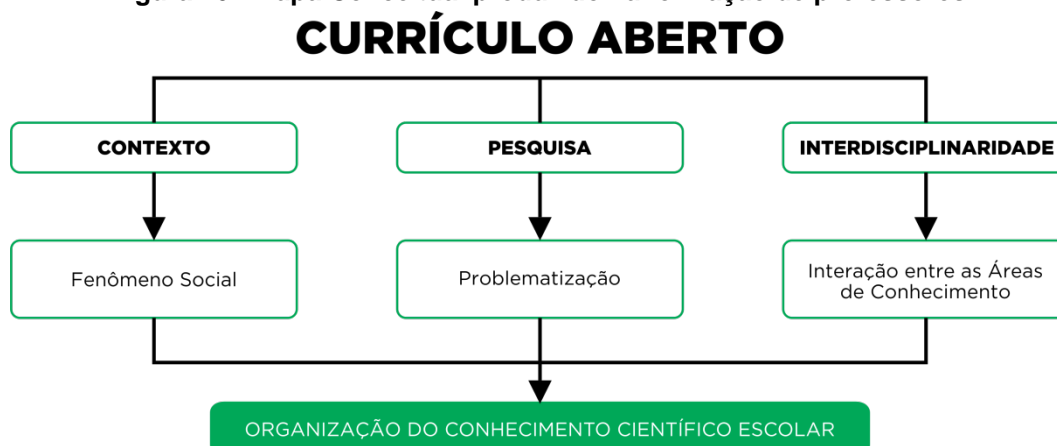 CURRÍCULO ABERTO
CONTEXTO
PESQUISA
INTERDISCIPLINARIDADE
Fenômeno Social
Problematização
Interação entre as Áreas
de Conhecimento
ORGANIZAÇÃO DO CONHECIMENTO CIENTÍFICO ESCOLAR